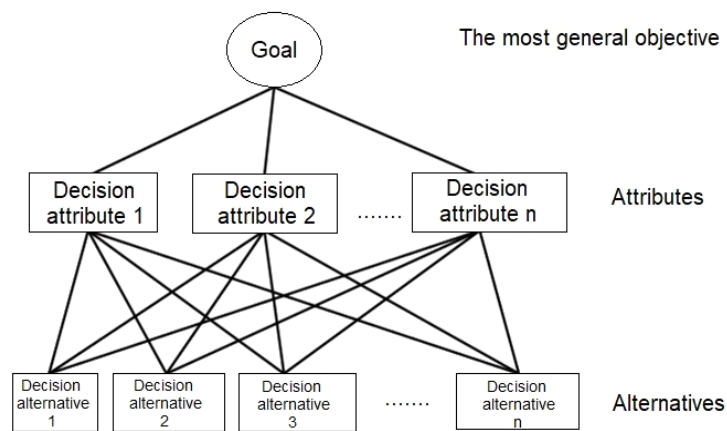 Goal
The most general objective
Decision
attribute 1
Decision
attribute 2
........
Decision
attribute n
Attributes
Decision
alternative
1
Decision
alternative
2
Decision
alternative
3
........
Decision
alternative
n
Alternatives